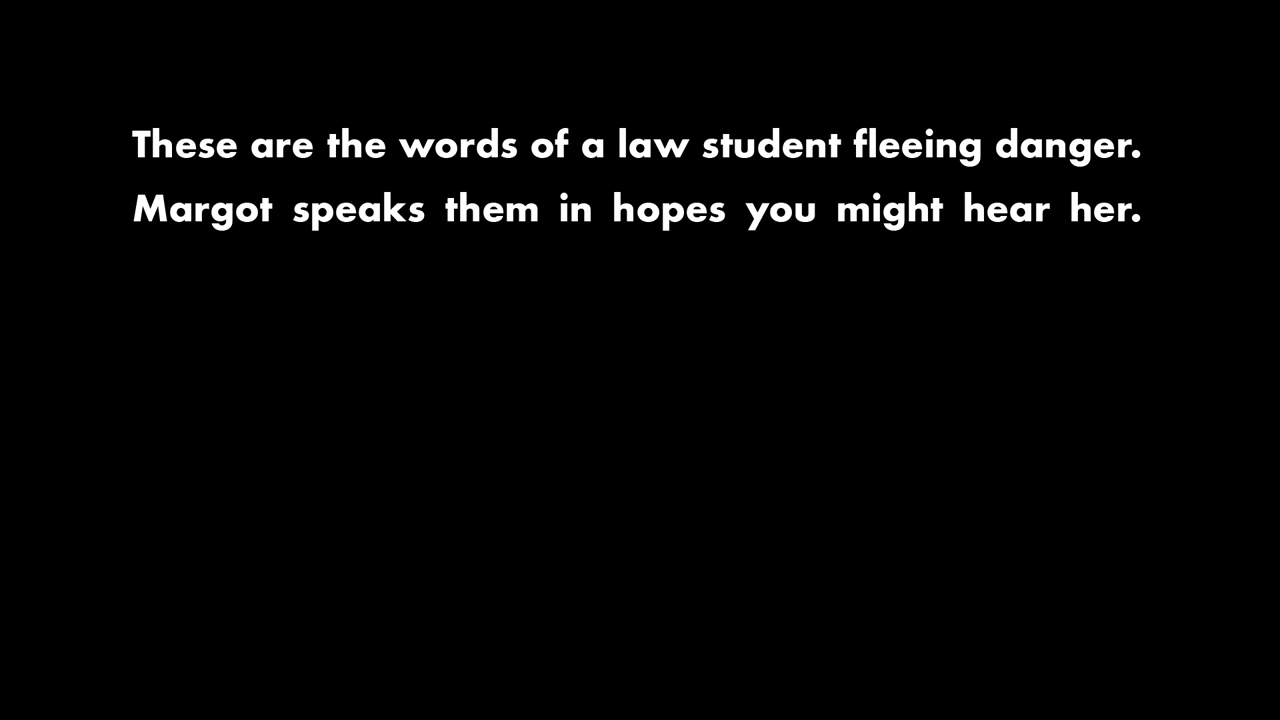 These are the words of a law student fleeing danger.
Margot speaks them in hopes you might hear her.